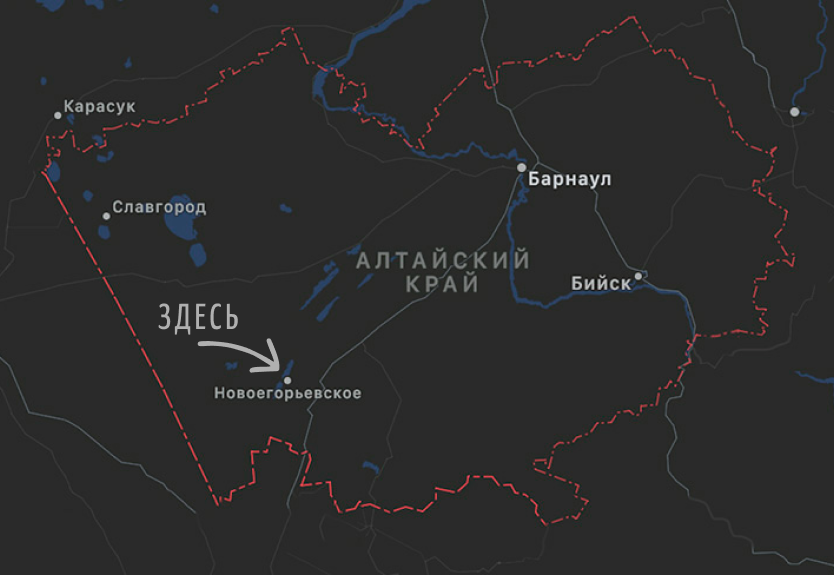 Карасук
Славгород
Барнаул
АЛТАЙСКИЙ
КРАЙ
Бийск
ЗДЕСЬ
Новоегорьевское